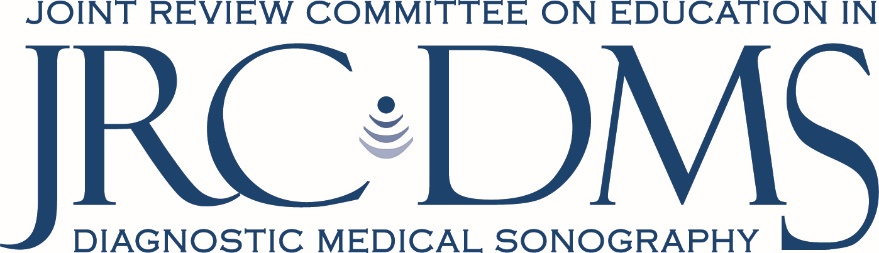 JOINT REVIEW COMMITTEE ON EDUCATION IN
JRC·DMS
DIAGNOSTIC MEDICAL SONOGRAPHY